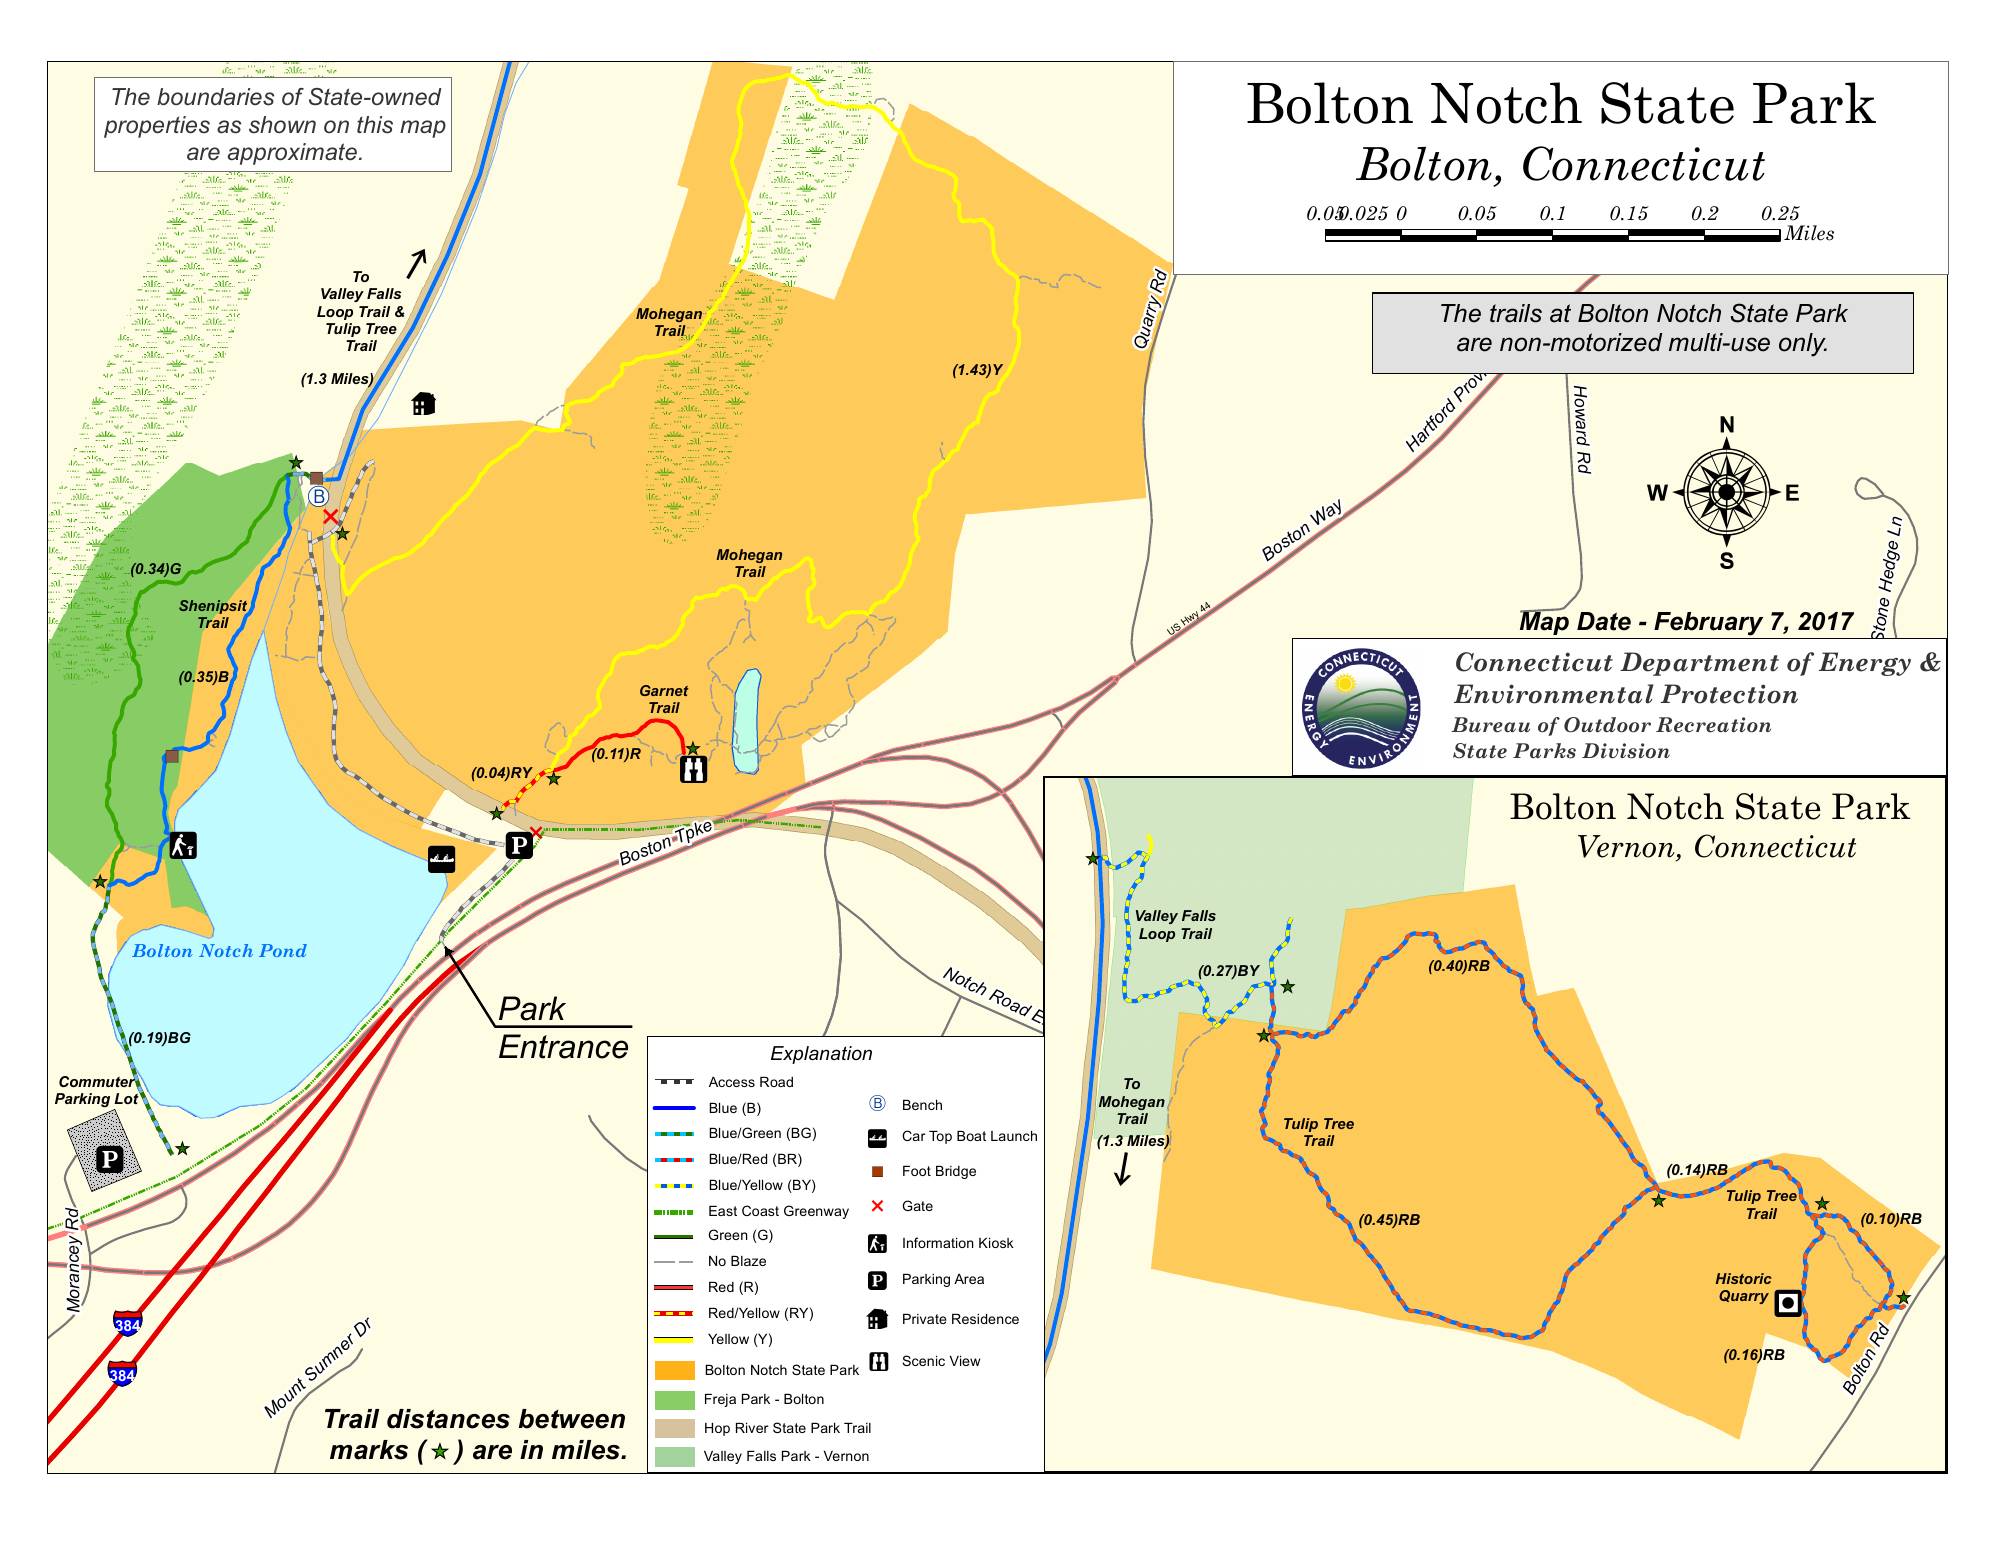 The boundaries of State-owned
properties as shown on this map
are approximate.
Bolton Notch State Park
Bolton, Connecticut
0.05 0.025 0 0.05 0.1 0.15 0.2 0.25
Miles
The trails at Bolton Notch State Park
are non-motorized multi-use only.
To
Valley Falls
Loop Trail &
Tulip Tree
Trail
(1.3 Miles)
Mohegan
Trail
(1.43)Y
Quarry Rd
Howard Rd
Boston Way
US Hwy 44
N
W E
S
Stone Hedge Ln
Map Date - February 7, 2017
Connecticut Department of Energy &
Environmental Protection
Bureau of Outdoor Recreation
State Parks Division
CONNECTICUT
ENERGY
ENVIRONMENT
B
(0.34)G
Shenipsit
Trail
(0.35)B
Mohegan
Trail
Garnet
Trail
(0.11)R
(0.04)RY
P
Boston Tpke
Bolton Notch Pond
(0.19)BG
Commuter
Parking Lot
P
Park
Entrance
Notch Road E
Morancey Rd
384
384
Mount Sumner Dr
Trail distances between
marks ( ) are in miles.
Explanation
Access Road
Blue (B)
Blue/Green (BG)
Blue/Red (BR)
Blue/Yellow (BY)
East Coast Greenway
Green (G)
No Blaze
Red (R)
Red/Yellow (RY)
Yellow (Y)
Bolton Notch State Park
Freja Park - Bolton
Hop River State Park Trail
Valley Falls Park - Vernon
B Bench
Car Top Boat Launch
Foot Bridge
Gate
Information Kiosk
P Parking Area
Private Residence
Scenic View
Bolton Notch State Park
Vernon, Connecticut
Valley Falls
Loop Trail
(0.27)BY
(0.40)RB
To
Mohegan
Trail
(1.3 Miles)
Tulip Tree
Trail
(0.45)RB
(0.14)RB
Tulip Tree
Trail
(0.10)RB
Historic
Quarry
(0.16)RB
Bolton Rd